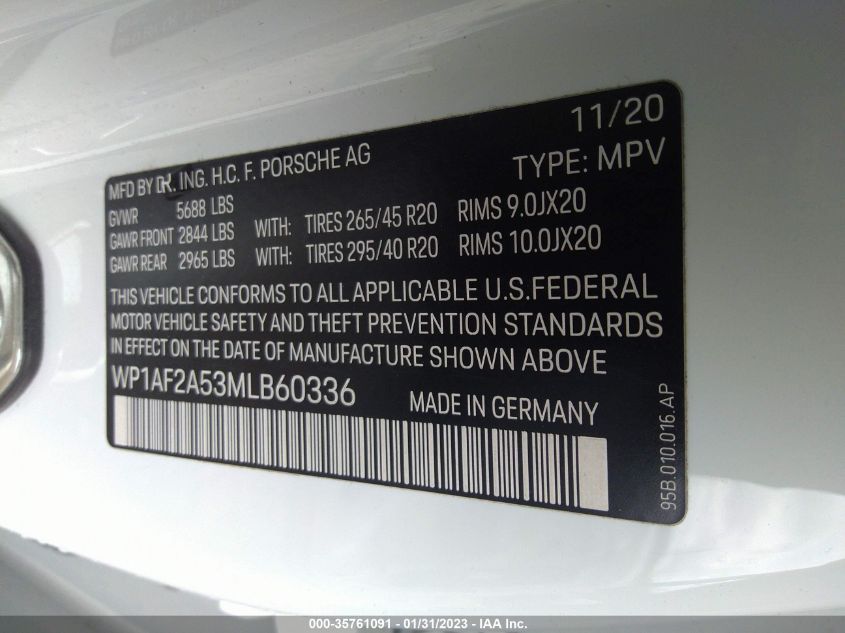 11/20
MFD BY DR. ING. H.C. F. PORSCHE AG
TYPE: MPV
GVWR 5688 LBS
GAWR FRONT 2844 LBS WITH: TIRES 265/45 R20 RIMS 9.0JX20
GAWR REAR 2965 LBS WITH: TIRES 295/40 R20 RIMS 10.0JX20
THIS VEHICLE CONFORMS TO ALL APPLICABLE U.S.FEDERAL
MOTOR VEHICLE SAFETY AND THEFT PREVENTION STANDARDS
IN EFFECT ON THE DATE OF MANUFACTURE SHOWN ABOVE
WP1AF2A53MLB60336
MADE IN GERMANY
95B.010.016.AP
000-35761091 - 01/31/2023 - IAA Inc.